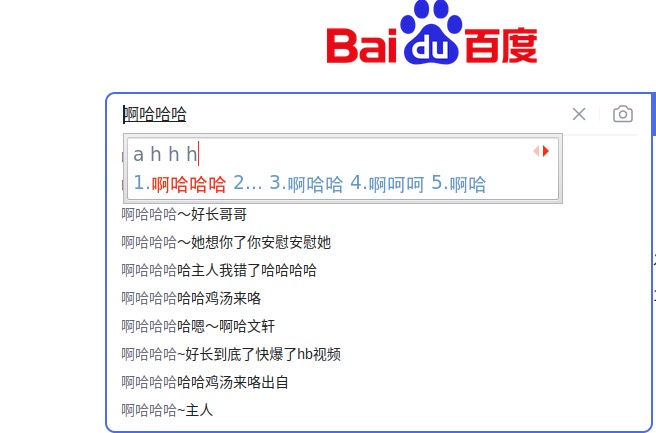 Bai du 百度
啊哈哈哈
a h h h
1.啊哈哈哈 2... 3.啊哈哈 4.啊呵呵 5.啊哈
啊哈哈哈～好长哥哥
啊哈哈哈～她想你了你安慰安慰她
啊哈哈哈哈主人我错了哈哈哈哈
啊哈哈哈哈哈鸡汤来咯
啊哈哈哈哈嗯～啊哈文轩
啊哈哈哈~好长到底了快爆了hb视频
啊哈哈哈哈哈鸡汤来咯出自
啊哈哈哈~主人